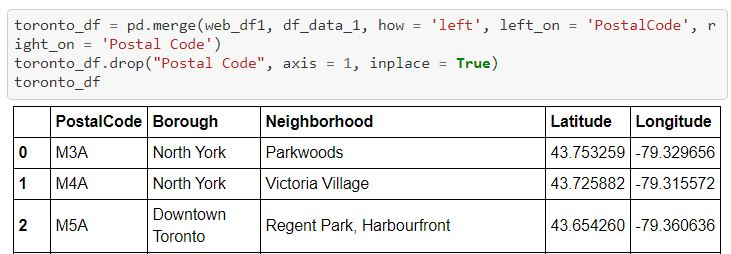 toronto_df = pd.merge(web_df1, df_data_1, how = 'left', left_on = 'PostalCode', r
ight_on = 'Postal Code')
toronto_df.drop("Postal Code", axis = 1, inplace = True)
toronto_df
PostalCode Borough Neighborhood Latitude Longitude
0 M3A North York Parkwoods 43.753259 -79.329656
1 M4A North York Victoria Village 43.725882 -79.315572
2 M5A Downtown Toronto Regent Park, Harbourfront 43.654260 -79.360636